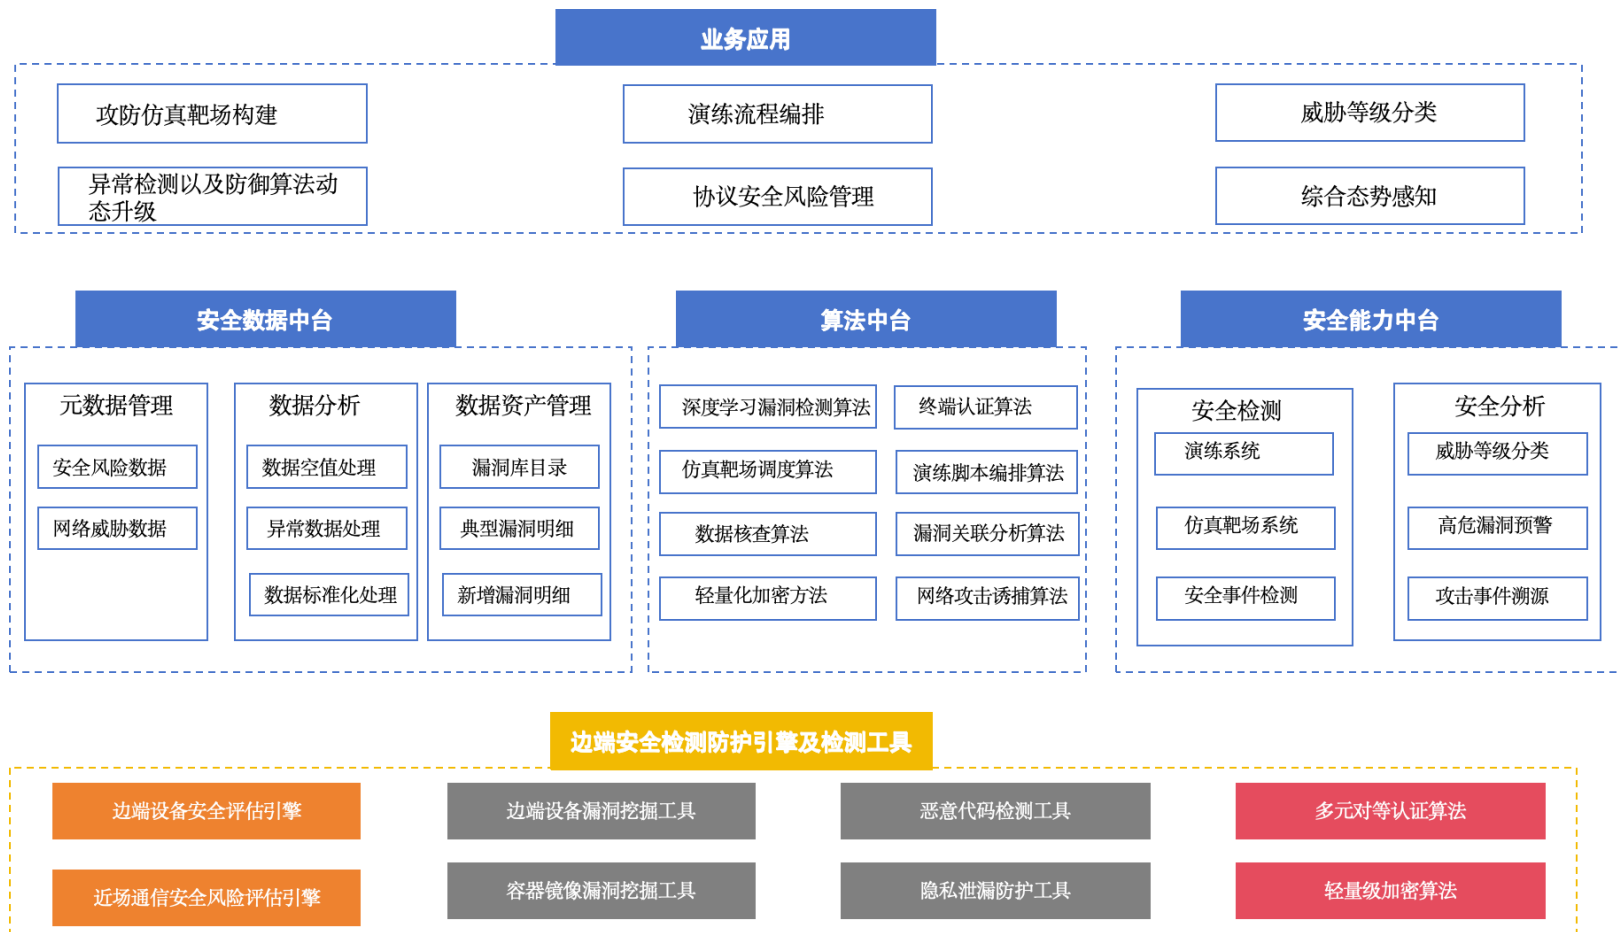 业务应用
攻防仿真靶场构建
演练流程编排
威胁等级分类
异常检测以及防御算法动
态升级
协议安全风险管理
综合态势感知
安全数据中台
算法中台
安全能力中台
元数据管理
安全风险数据
网络威胁数据
数据分析
数据空值处理
异常数据处理
数据标准化处理
数据资产管理
漏洞库目录
典型漏洞明细
新增漏洞明细
深度学习漏洞检测算法
终端认证算法
仿真靶场调度算法
演练脚本编排算法
数据核查算法
漏洞关联分析算法
轻量化加密方法
网络攻击诱捕算法
安全检测
演练系统
仿真靶场系统
安全事件检测
安全分析
威胁等级分类
高危漏洞预警
攻击事件溯源
边端安全检测防护引擎及检测工具
边端设备安全评估引擎
边端设备漏洞挖掘工具
恶意代码检测工具
多元对等认证算法
近场通信安全风险评估引擎
容器镜像漏洞挖掘工具
隐私泄漏防护工具
轻量级加密算法